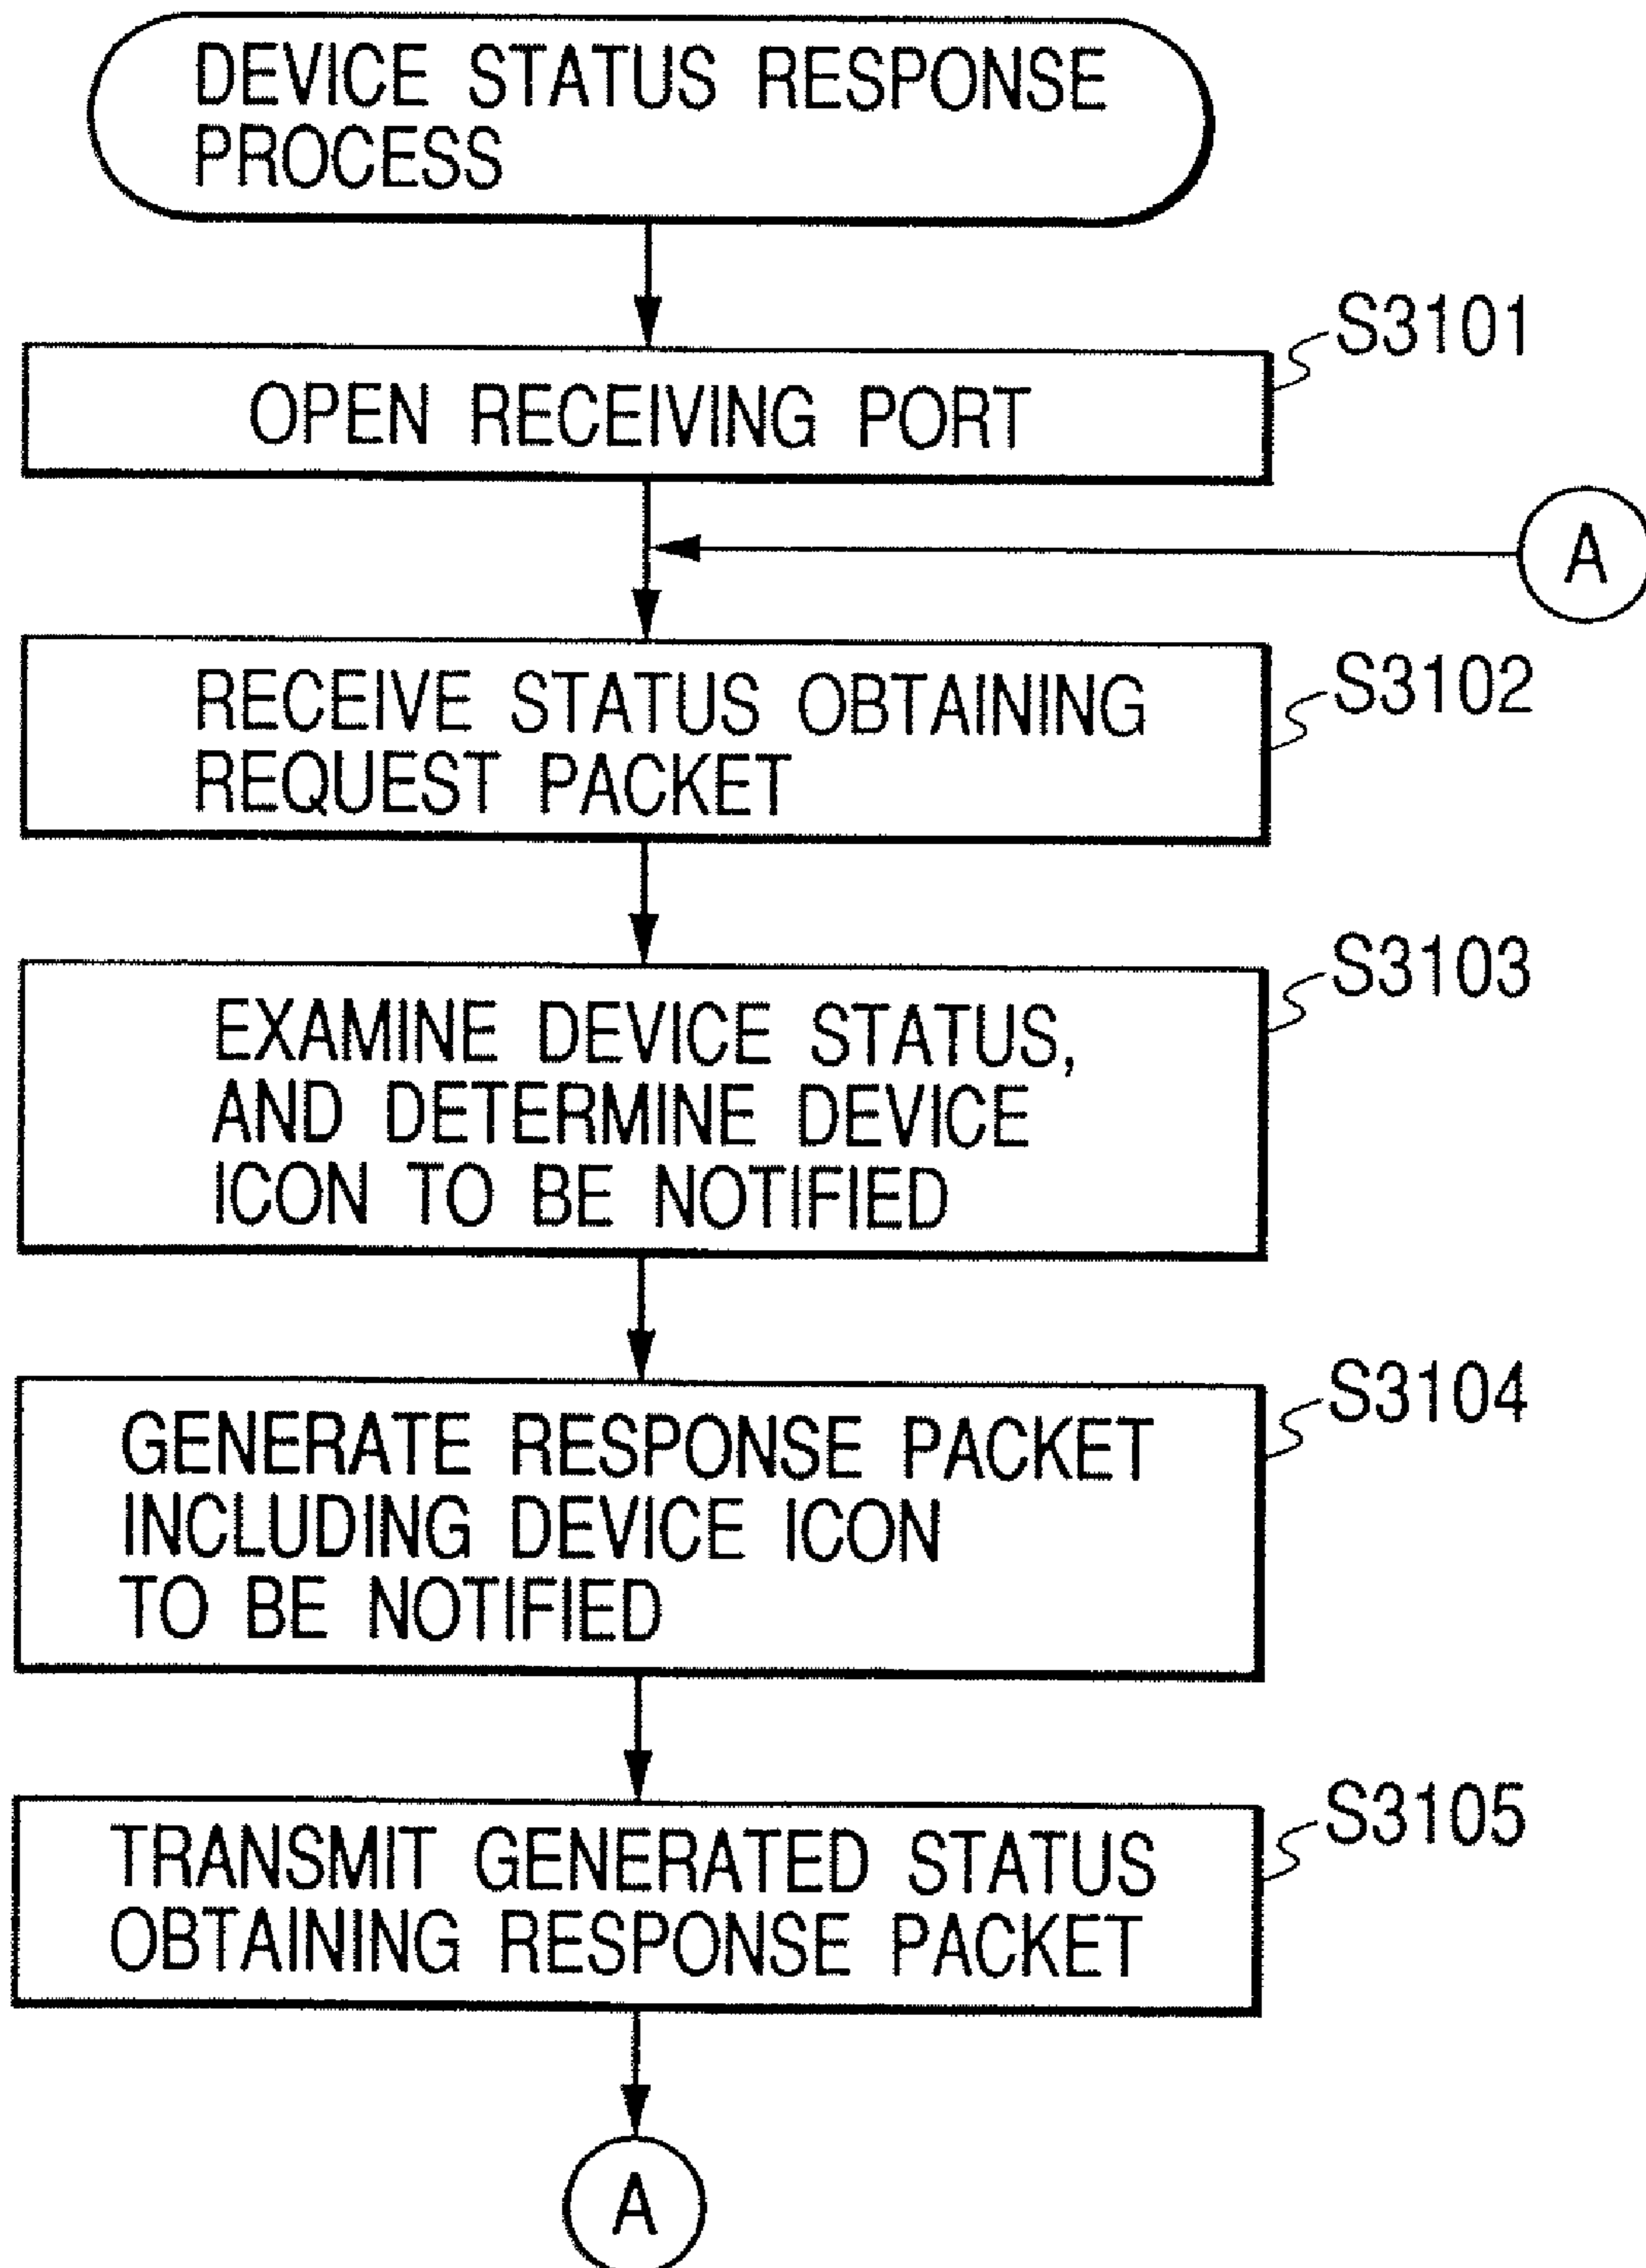 DEVICE STATUS RESPONSE
PROCESS
S3101
OPEN RECEIVING PORT
A
S3102
RECEIVE STATUS OBTAINING
REQUEST PACKET
S3103
EXAMINE DEVICE STATUS,
AND DETERMINE DEVICE
ICON TO BE NOTIFIED
S3104
GENERATE RESPONSE PACKET
INCLUDING DEVICE ICON
TO BE NOTIFIED
S3105
TRANSMIT GENERATED STATUS
OBTAINING RESPONSE PACKET
A